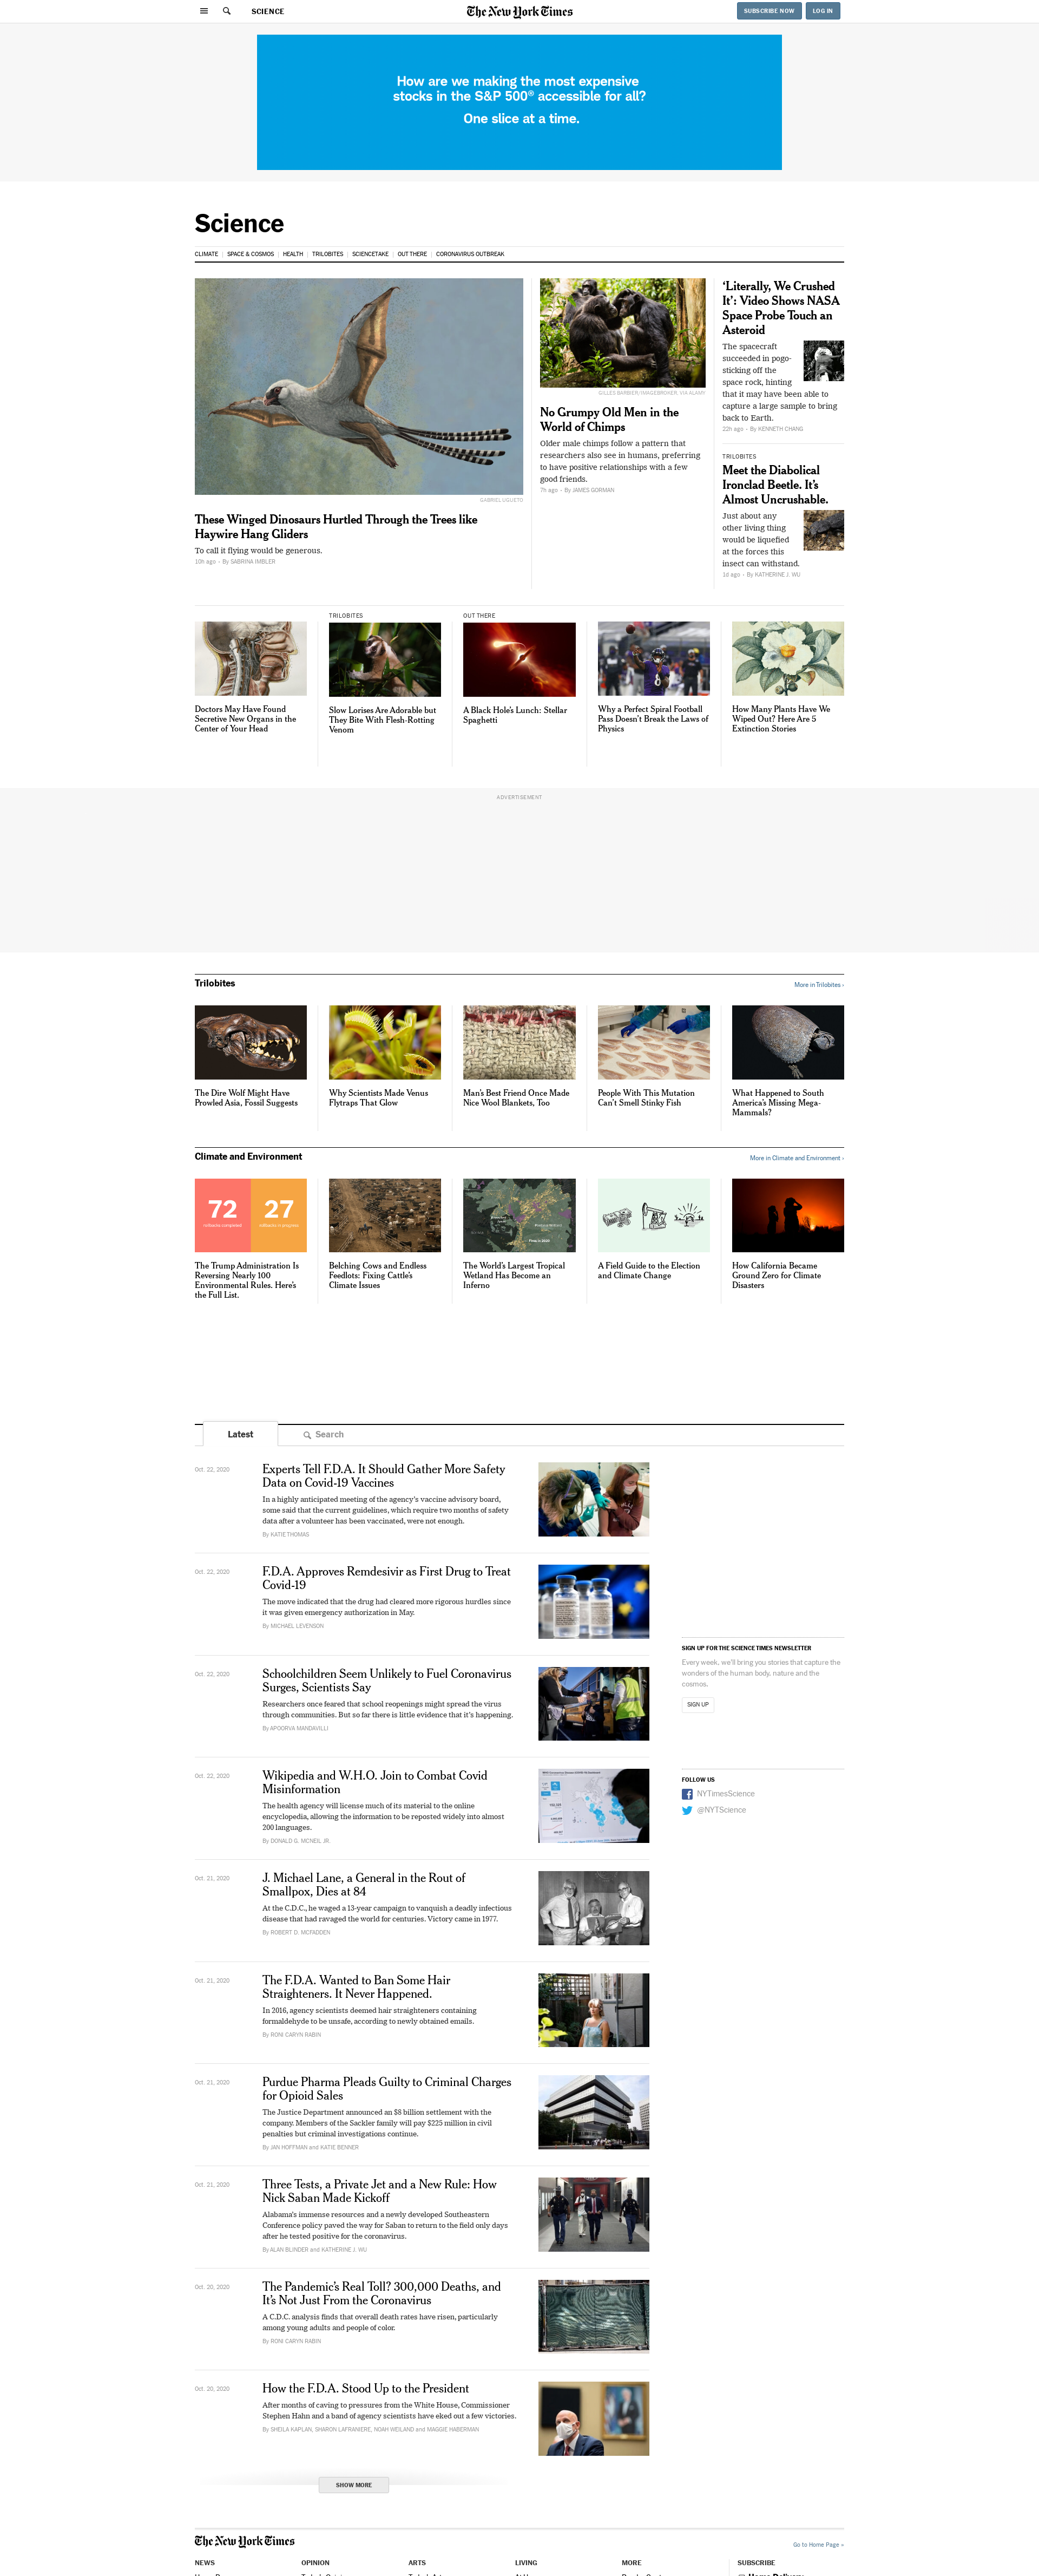 SCIENCE
The New York Times
SUBSCRIBE NOW
LOG IN
How are we making the most expensive
stocks in the S&P 500® accessible for all?
One slice at a time.
Science
CLIMATE
SPACE & COSMOS
HEALTH
TRILOBITES
SCIENCETAKE
OUT THERE
CORONAVIRUS OUTBREAK
GABRIEL UGUETO
These Winged Dinosaurs Hurtled Through the Trees like
Haywire Hang Gliders
To call it flying would be generous.
10h ago - By SABRINA IMBLER
GILLES BARBIER/IMAGEBROKER, VIA ALAMY
No Grumpy Old Men in the
World of Chimps
Older male chimps follow a pattern that
researchers also see in humans, preferring
to have positive relationships with a few
good friends.
7h ago - By JAMES GORMAN
‘Literally, We Crushed
It’: Video Shows NASA
Space Probe Touch an
Asteroid
The spacecraft
succeeded in pogo-
sticking off the
space rock, hinting
that it may have been able to
capture a large sample to bring
back to Earth.
22h ago - By KENNETH CHANG
TRILOBITES
Meet the Diabolical
Ironclad Beetle. It’s
Almost Uncrushable.
Just about any
other living thing
would be liquefied
at the forces this
insect can withstand.
1d ago - By KATHERINE J. WU
Doctors May Have Found
Secretive New Organs in the
Center of Your Head
TRILOBITES
Slow Lorises Are Adorable but
They Bite With Flesh-Rotting
Venom
OUT THERE
A Black Hole’s Lunch: Stellar
Spaghetti
Why a Perfect Spiral Football
Pass Doesn’t Break the Laws of
Physics
How Many Plants Have We
Wiped Out? Here Are 5
Extinction Stories
ADVERTISEMENT
Trilobites
More in Trilobites ›
The Dire Wolf Might Have
Prowled Asia, Fossil Suggests
Why Scientists Made Venus
Flytraps That Glow
Man’s Best Friend Once Made
Nice Wool Blankets, Too
People With This Mutation
Can’t Smell Stinky Fish
What Happened to South
America’s Missing Mega-
Mammals?
Climate and Environment
More in Climate and Environment ›
72
27
The Trump Administration Is
Reversing Nearly 100
Environmental Rules. Here’s
the Full List.
Belching Cows and Endless
Feedlots: Fixing Cattle’s
Climate Issues
The World’s Largest Tropical
Wetland Has Become an
Inferno
A Field Guide to the Election
and Climate Change
How California Became
Ground Zero for Climate
Disasters
Latest
Search
Oct. 22, 2020
Experts Tell F.D.A. It Should Gather More Safety
Data on Covid-19 Vaccines
In a highly anticipated meeting of the agency’s vaccine advisory board,
some said that the current guidelines, which require two months of safety
data after a volunteer has been vaccinated, were not enough.
By KATIE THOMAS
Oct. 22, 2020
F.D.A. Approves Remdesivir as First Drug to Treat
Covid-19
The move indicated that the drug had cleared more rigorous hurdles since
it was given emergency authorization in May.
By MICHAEL LEVENSON
Oct. 22, 2020
Schoolchildren Seem Unlikely to Fuel Coronavirus
Surges, Scientists Say
Researchers once feared that school reopenings might spread the virus
through communities. But so far there is little evidence that it’s happening.
By APOORVA MANDAVILLI
Oct. 22, 2020
Wikipedia and W.H.O. Join to Combat Covid
Misinformation
The health agency will license much of its material to the online
encyclopedia, allowing the information to be reposted widely into almost
200 languages.
By DONALD G. MCNEIL JR.
Oct. 21, 2020
J. Michael Lane, a General in the Rout of
Smallpox, Dies at 84
At the C.D.C., he waged a 13-year campaign to vanquish a deadly infectious
disease that had ravaged the world for centuries. Victory came in 1977.
By ROBERT D. MCFADDEN
Oct. 21, 2020
The F.D.A. Wanted to Ban Some Hair
Straighteners. It Never Happened.
In 2016, agency scientists deemed hair straighteners containing
formaldehyde to be unsafe, according to newly obtained emails.
By RONI CARYN RABIN
Oct. 21, 2020
Purdue Pharma Pleads Guilty to Criminal Charges
for Opioid Sales
The Justice Department announced an $8 billion settlement with the
company. Members of the Sackler family will pay $225 million in civil
penalties but criminal investigations continue.
By JAN HOFFMAN and KATIE BENNER
Oct. 21, 2020
Three Tests, a Private Jet and a New Rule: How
Nick Saban Made Kickoff
Alabama’s immense resources and a newly developed Southeastern
Conference policy paved the way for Saban to return to the field only days
after he tested positive for the coronavirus.
By ALAN BLINDER and KATHERINE J. WU
Oct. 20, 2020
The Pandemic’s Real Toll? 300,000 Deaths, and
It’s Not Just From the Coronavirus
A C.D.C. analysis finds that overall death rates have risen, particularly
among young adults and people of color.
By RONI CARYN RABIN
Oct. 20, 2020
How the F.D.A. Stood Up to the President
After months of caving to pressures from the White House, Commissioner
Stephen Hahn and a band of agency scientists have eked out a few victories.
By SHEILA KAPLAN, SHARON LAFRANIERE, NOAH WEILAND and MAGGIE HABERMAN
SHOW MORE
SIGN UP FOR THE SCIENCE TIMES NEWSLETTER
Every week, we'll bring you stories that capture the
wonders of the human body, nature and the
cosmos.
SIGN UP
FOLLOW US
NYTimesScience
@NYTScience
The New York Times
Go to Home Page »
NEWS
OPINION
ARTS
LIVING
MORE
SUBSCRIBE